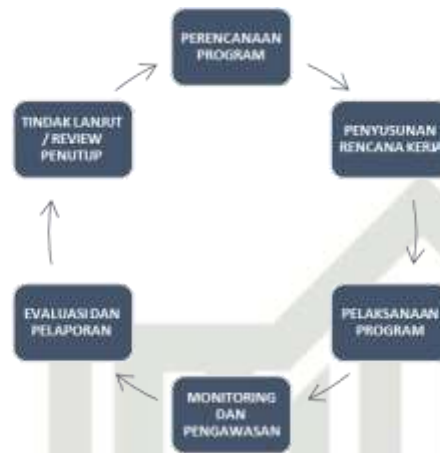 PERENCANAAN
PROGRAM
PENYUSUNAN
RENCANA KERJA
PELAKSANAAN
PROGRAM
MONITORING
DAN
PENGAWASAN
EVALUASI DAN
PELAPORAN
TINDAK LANJUT
/ REVIEW
PENUTUP